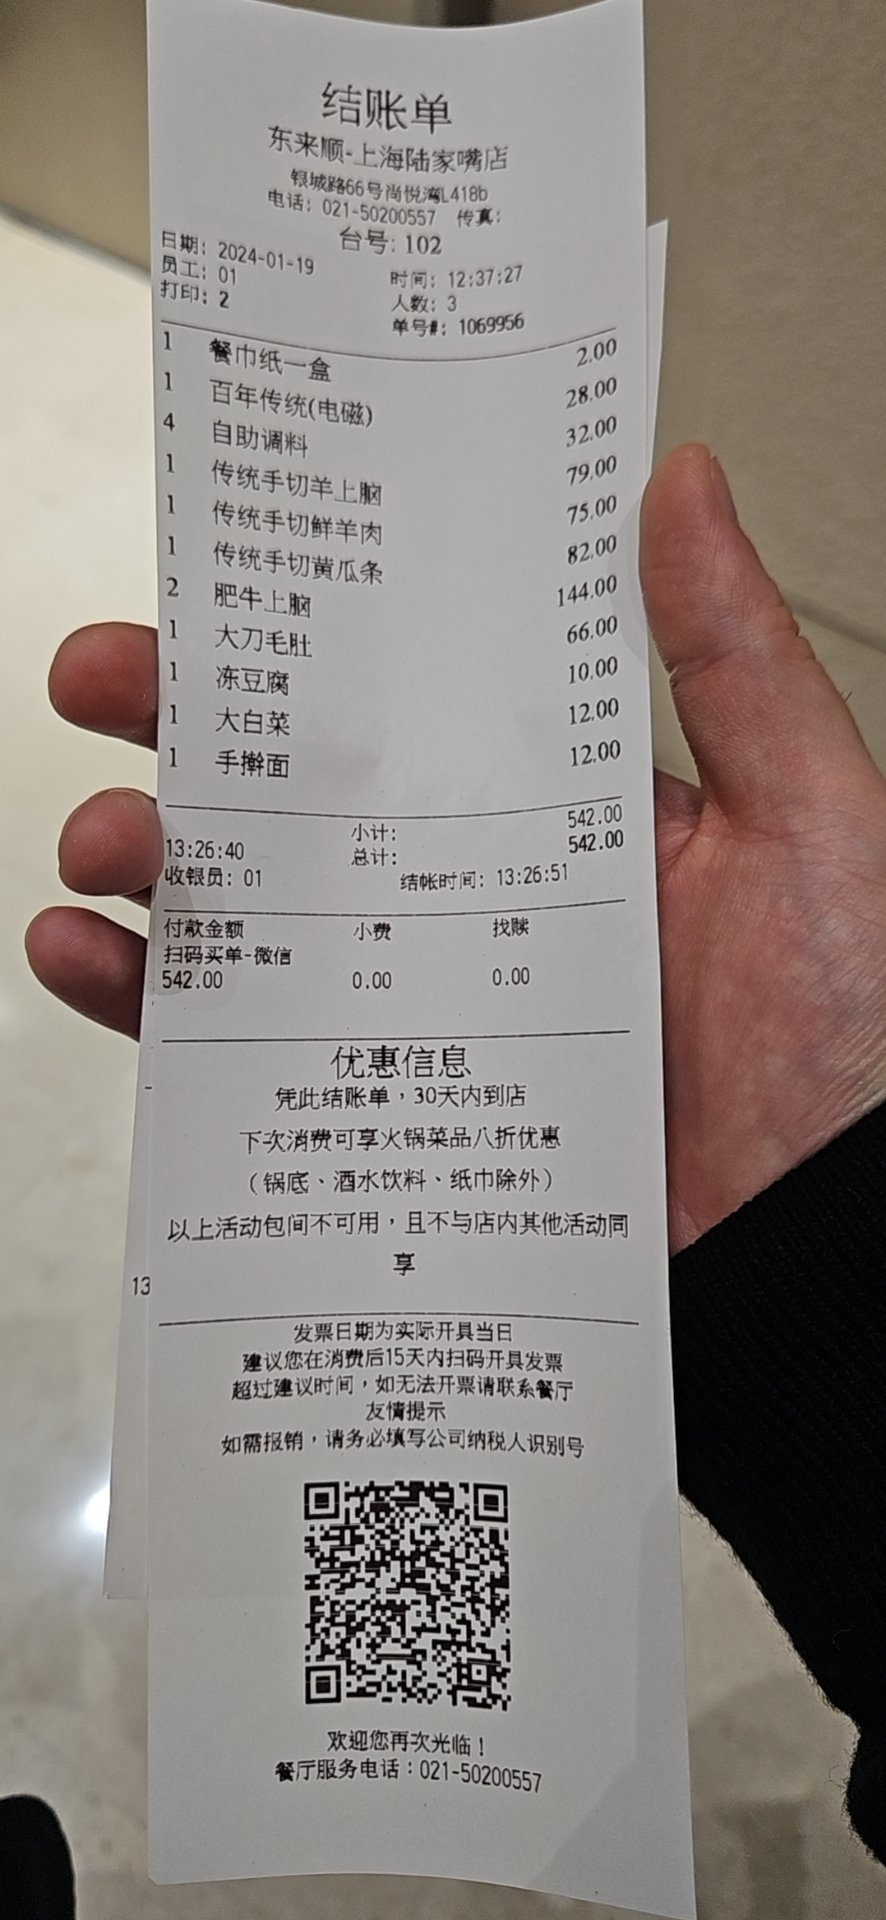 结账单
东来顺-上海陆家嘴店
银城路66号尚悦湾L418b
电话: 021-50200557 传真:
台号: 102
日期: 2024-01-19
员工: 01 时间: 12:37:27
打印: 2 人数: 3
单号#: 1069956
1 餐巾纸一盒 2.00
1 百年传统(电磁) 28.00
4 自助调料 32.00
1 传统手切羊上脑 79.00
1 传统手切鲜羊肉 75.00
1 传统手切黄瓜条 82.00
2 肥牛上脑 144.00
1 大刀毛肚 66.00
1 冻豆腐 10.00
1 大白菜 12.00
1 手擀面 12.00
小计: 542.00
13:26:40 总计: 542.00
收银员: 01 结帐时间: 13:26:51
付款金额 小费 找赎
扫码买单-微信
542.00 0.00 0.00
优惠信息
凭此结账单，30天内到店
下次消费可享火锅菜品八折优惠
（锅底、酒水饮料、纸巾除外）
以上活动包间不可用，且不与店内其他活动同
享
13
发票日期为实际开具当日
建议您在消费后15天内扫码开具发票
超过建议时间，如无法开票请联系餐厅
友情提示
如需报销，请务必填写公司纳税人识别号
欢迎您再次光临！
餐厅服务电话：021-50200557